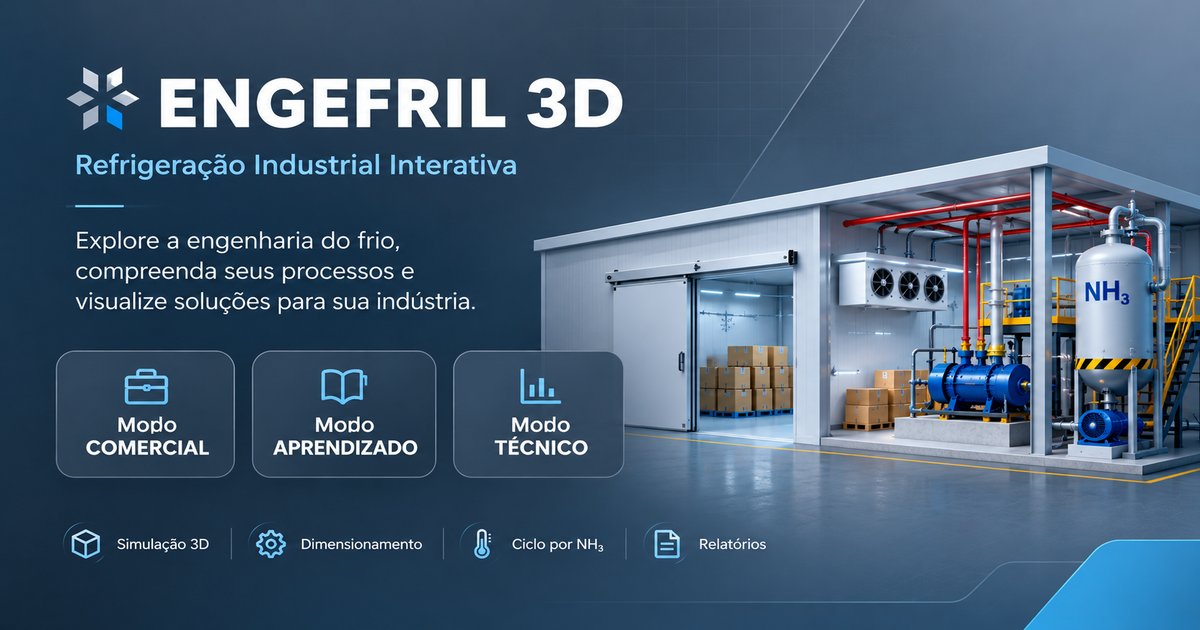 ENGEFRIL 3D
Refrigeração Industrial Interativa
Explore a engenharia do frio,
compreenda seus processos e
visualize soluções para sua indústria.
Modo
COMERCIAL
Modo
APRENDIZADO
Modo
TÉCNICO
Simulação 3D
Dimensionamento
Ciclo por NH₃
Relatórios
NH₃